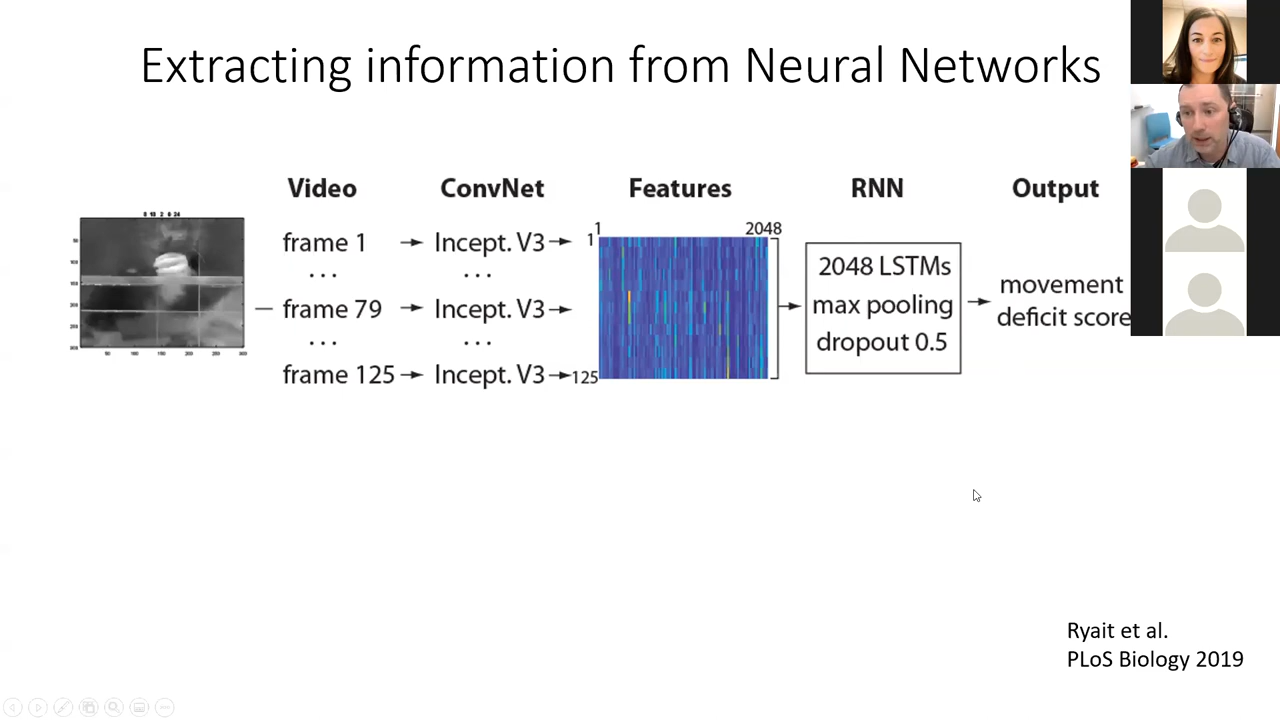 Extracting information from Neural Networks
Video ConvNet Features RNN Output
1 2048
frame 1 Incept. V3 1
... ...
frame 79 Incept. V3
... ...
frame 125 Incept. V3 125
2048 LSTMs
max pooling
dropout 0.5
movement
deficit score
Ryait et al.
PLoS Biology 2019